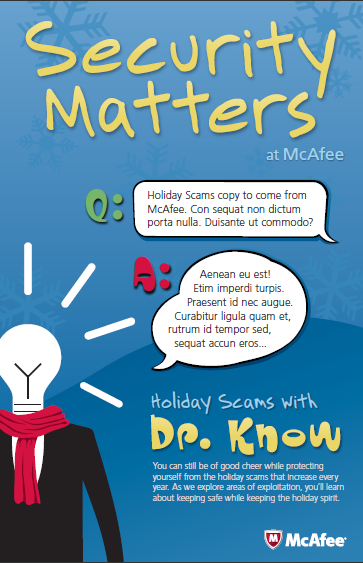 Security
Matters
at McAfee
Q:
Holiday Scams copy to come from
McAfee. Con sequat non dictum
porta nulla. Duisante ut commodo?
A:
Aenean eu est!
Etim imperdi turpis.
Praesent id nec augue.
Curabitur ligula quam et,
rutrum id tempor sed,
sequat accun eros...
Holiday Scams with
Dr. Know
You can still be of good cheer while protecting
yourself from the holiday scams that increase every
year. As we explore areas of exploitation, you'll learn
about keeping safe while keeping the holiday spirit.
McAfee